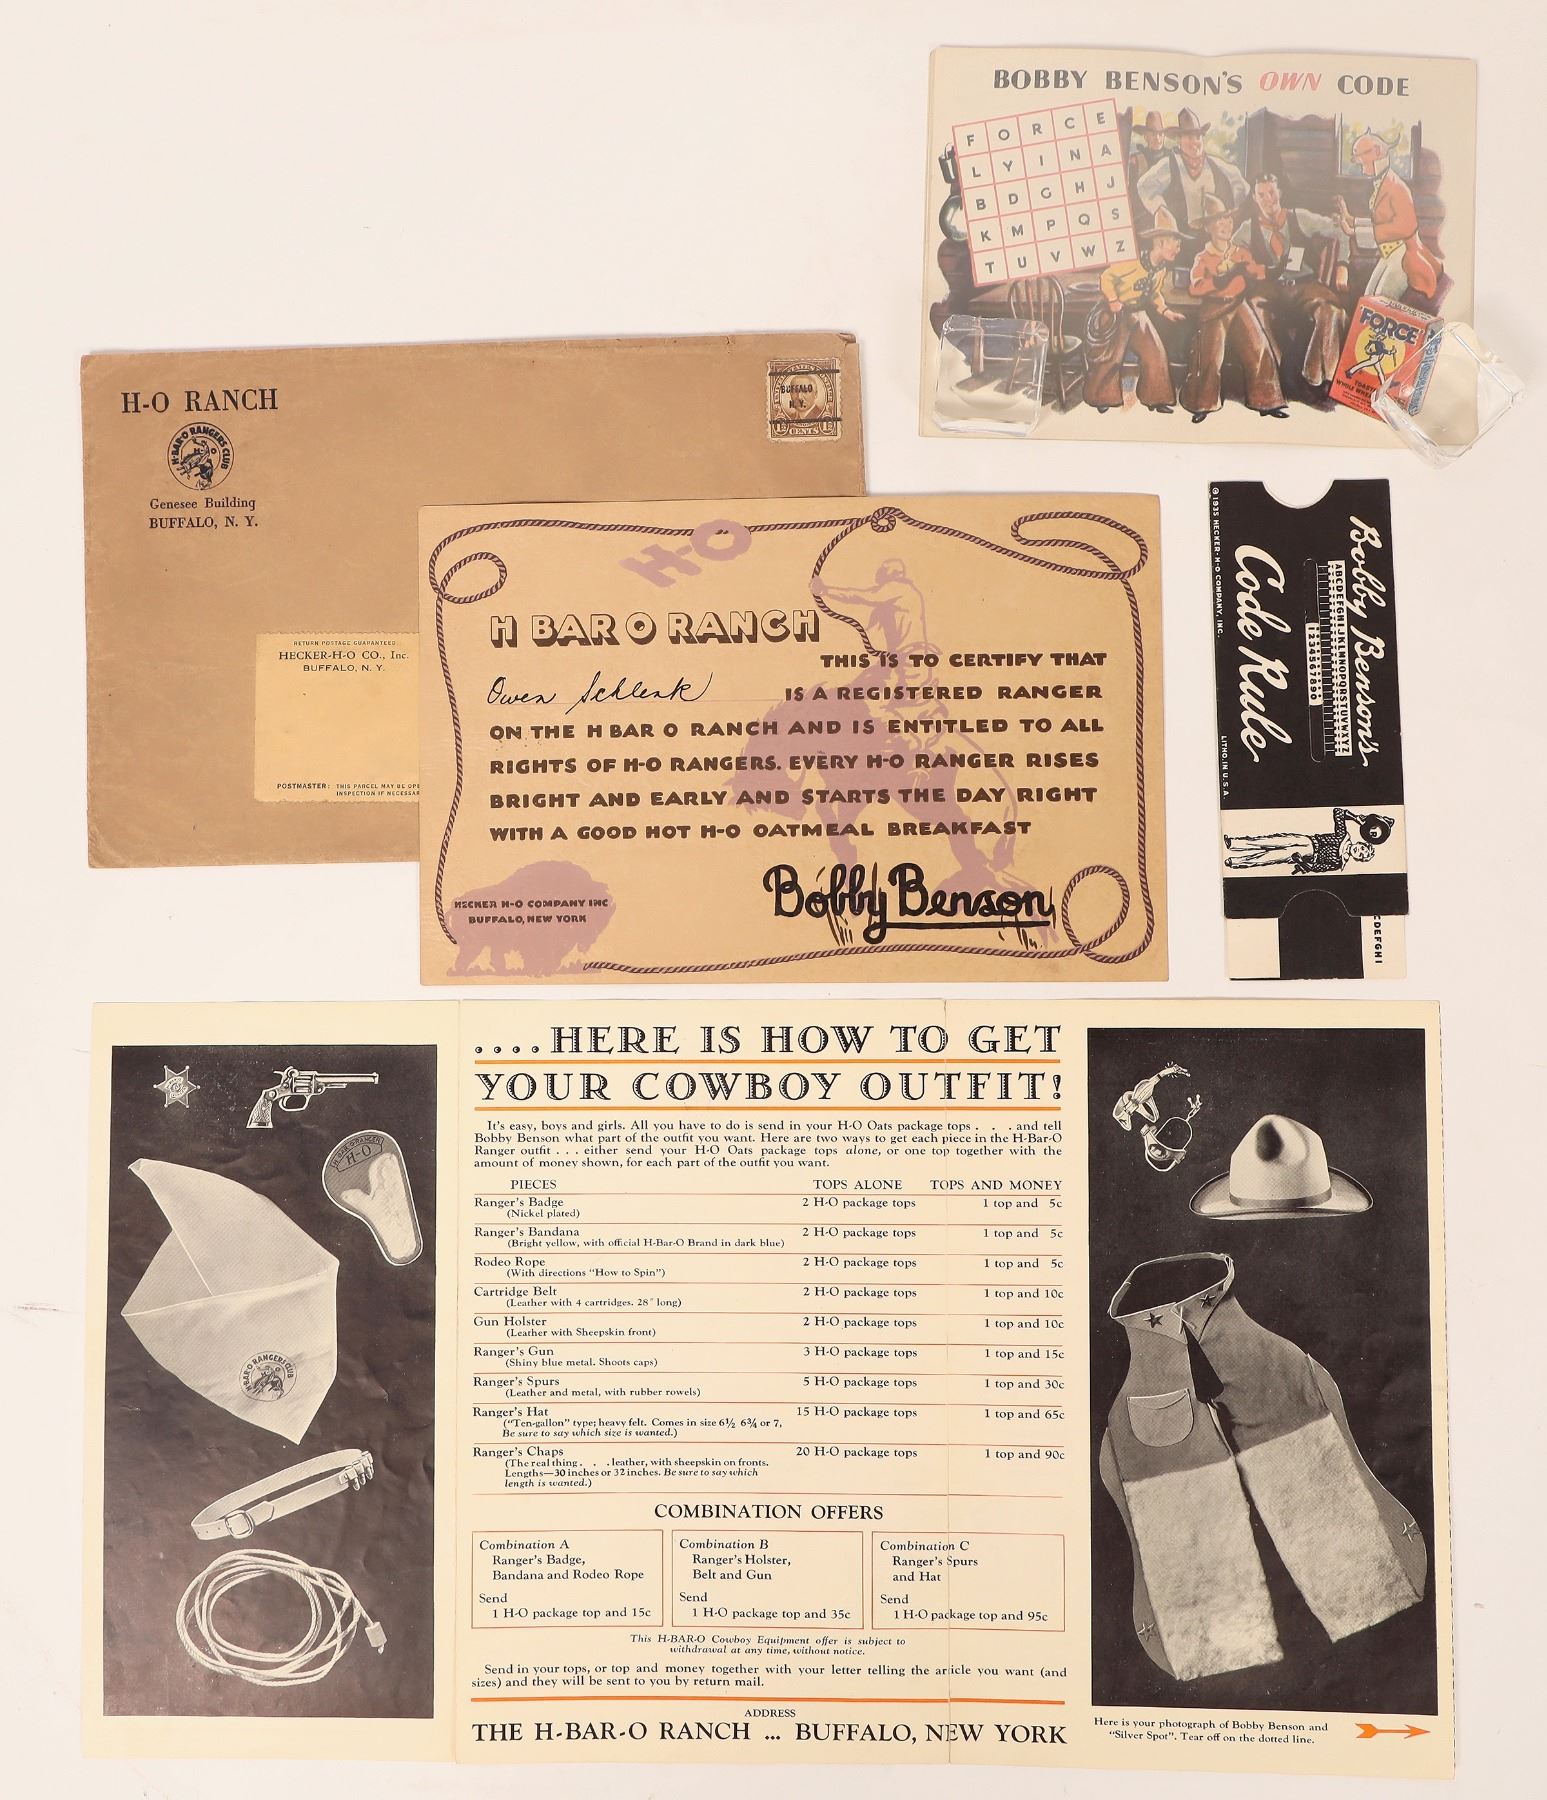 BOBBY BENSON'S OWN CODE
F O R C E
L Y I N A
B D G H J
K M P Q S
T U V W Z
FORCE
H-O RANCH
H-BAR-O RANGERS CLUB
Genesee Building
BUFFALO, N. Y.
BUFFALO
N. Y.
1½ CENTS 1½
RETURN POSTAGE GUARANTEED
HECKER-H-O CO., Inc.
BUFFALO, N. Y.
POSTMASTER: THIS PARCEL MAY BE OPE
INSPECTION IF NECESSAR
H-O
H BAR O RANCH
THIS IS TO CERTIFY THAT
Owen Schlenk IS A REGISTERED RANGER
ON THE H BAR O RANCH AND IS ENTITLED TO ALL
RIGHTS OF H-O RANGERS. EVERY H-O RANGER RISES
BRIGHT AND EARLY AND STARTS THE DAY RIGHT
WITH A GOOD HOT H-O OATMEAL BREAKFAST
Bobby Benson
HECKER H-O COMPANY INC
BUFFALO, NEW YORK
Bobby Benson's
ABCDEFGHIJKLMNOPQRSTUVWXYZ
1234567890
Code Rule
© 1935 HECKER-H-O COMPANY, INC.
LITHO. IN U.S.A.
CDEFGHI
....HERE IS HOW TO GET
YOUR COWBOY OUTFIT!
It's easy, boys and girls. All you have to do is send in your H-O Oats package tops . . . and tell
Bobby Benson what part of the outfit you want. Here are two ways to get each piece in the H-Bar-O
Ranger outfit . . . either send your H-O Oats package tops alone, or one top together with the
amount of money shown, for each part of the outfit you want.
PIECES TOPS ALONE TOPS AND MONEY
Ranger's Badge 2 H-O package tops 1 top and 5c
(Nickel plated)
Ranger's Bandana 2 H-O package tops 1 top and 5c
(Bright yellow, with official H-Bar-O Brand in dark blue)
Rodeo Rope 2 H-O package tops 1 top and 5c
(With directions "How to Spin")
Cartridge Belt 2 H-O package tops 1 top and 10c
(Leather with 4 cartridges. 28" long)
Gun Holster 2 H-O package tops 1 top and 10c
(Leather with Sheepskin front)
Ranger's Gun 3 H-O package tops 1 top and 15c
(Shiny blue metal. Shoots caps)
Ranger's Spurs 5 H-O package tops 1 top and 30c
(Leather and metal, with rubber rowels)
Ranger's Hat 15 H-O package tops 1 top and 65c
("Ten-gallon" type; heavy felt. Comes in size 6½ 6¾ or 7,
Be sure to say which size is wanted.)
Ranger's Chaps 20 H-O package tops 1 top and 90c
(The real thing . . . leather, with sheepskin on fronts.
Lengths—30 inches or 32 inches. Be sure to say which
length is wanted.)
COMBINATION OFFERS
Combination A
Ranger's Badge,
Bandana and Rodeo Rope
Send
1 H-O package top and 15c
Combination B
Ranger's Holster,
Belt and Gun
Send
1 H-O package top and 35c
Combination C
Ranger's Spurs
and Hat
Send
1 H-O package top and 95c
This H-BAR-O Cowboy Equipment offer is subject to
withdrawal at any time, without notice.
Send in your tops, or top and money together with your letter telling the article you want (and
sizes) and they will be sent to you by return mail.
ADDRESS
THE H-BAR-O RANCH ... BUFFALO, NEW YORK
H-BAR-O-RANGER
H-O
H-BAR-O RANGERS CLUB
Here is your photograph of Bobby Benson and
"Silver Spot". Tear off on the dotted line.